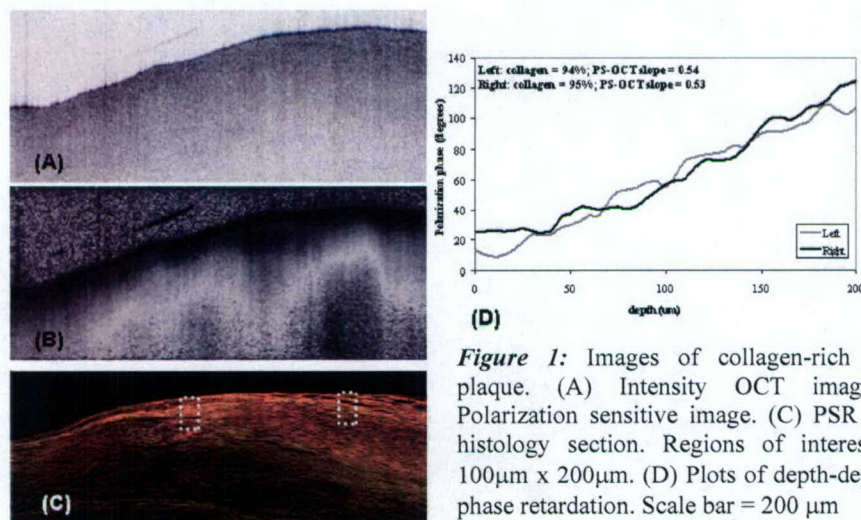 (A)
(B)
(C)
Left: collagen = 94%; PS-OCT slope = 0.54
Right: collagen = 95%; PS-OCT slope = 0.53
140
120
100
80
60
40
20
0
Polarization phase (degrees)
0
50
100
150
200
depth (um)
Left
Right
(D)
Figure 1: Images of collagen-rich
plaque. (A) Intensity OCT imag
Polarization sensitive image. (C) PSR
histology section. Regions of interes
100μm x 200μm. (D) Plots of depth-de
phase retardation. Scale bar = 200 μm